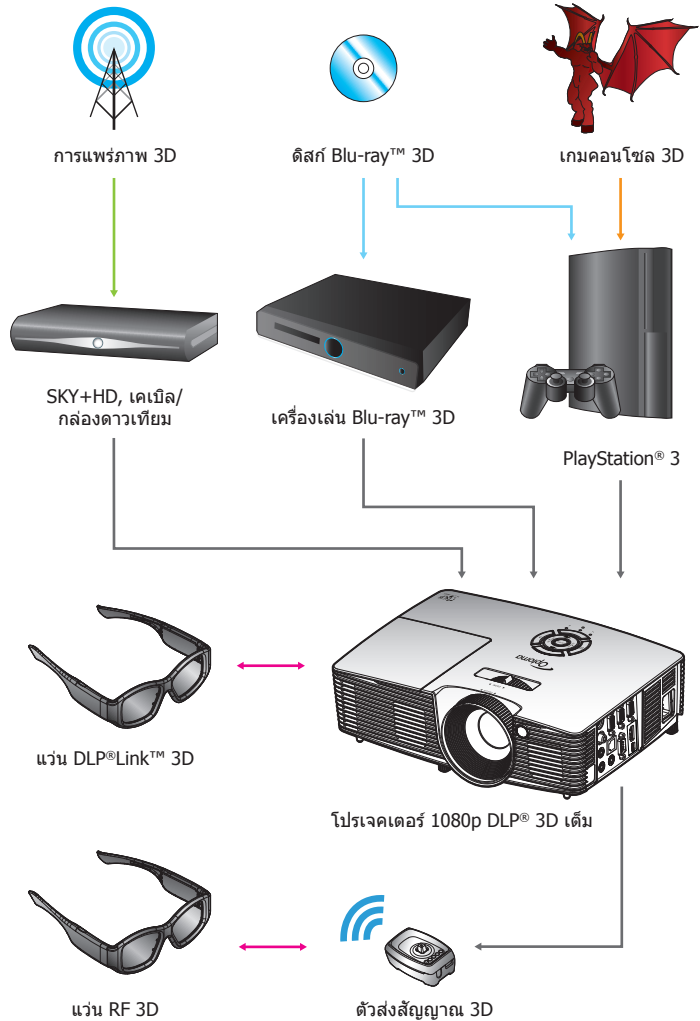 การแพร่ภาพ 3D
ดิสก์ Blu-ray™ 3D
เกมคอนโซล 3D
SKY+HD, เคเบิล/
กล่องดาวเทียม
เครื่องเล่น Blu-ray™ 3D
PlayStation® 3
Optoma
แว่น DLP®Link™ 3D
โปรเจคเตอร์ 1080p DLP® 3D เต็ม
แว่น RF 3D
ตัวส่งสัญญาณ 3D